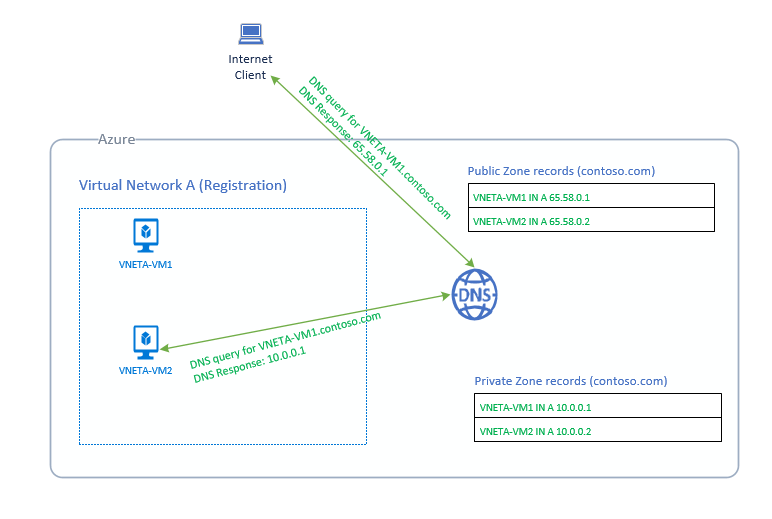 Internet
Client
DNS query for VNETA-VM1.contoso.com
DNS Response: 65.58.0.1
Azure
Public Zone records (contoso.com)
VNETA-VM1 IN A 65.58.0.1
VNETA-VM2 IN A 65.58.0.2
Virtual Network A (Registration)
VNETA-VM1
DNS
VNETA-VM2
DNS query for VNETA-VM1.contoso.com
DNS Response: 10.0.0.1
Private Zone records (contoso.com)
VNETA-VM1 IN A 10.0.0.1
VNETA-VM2 IN A 10.0.0.2